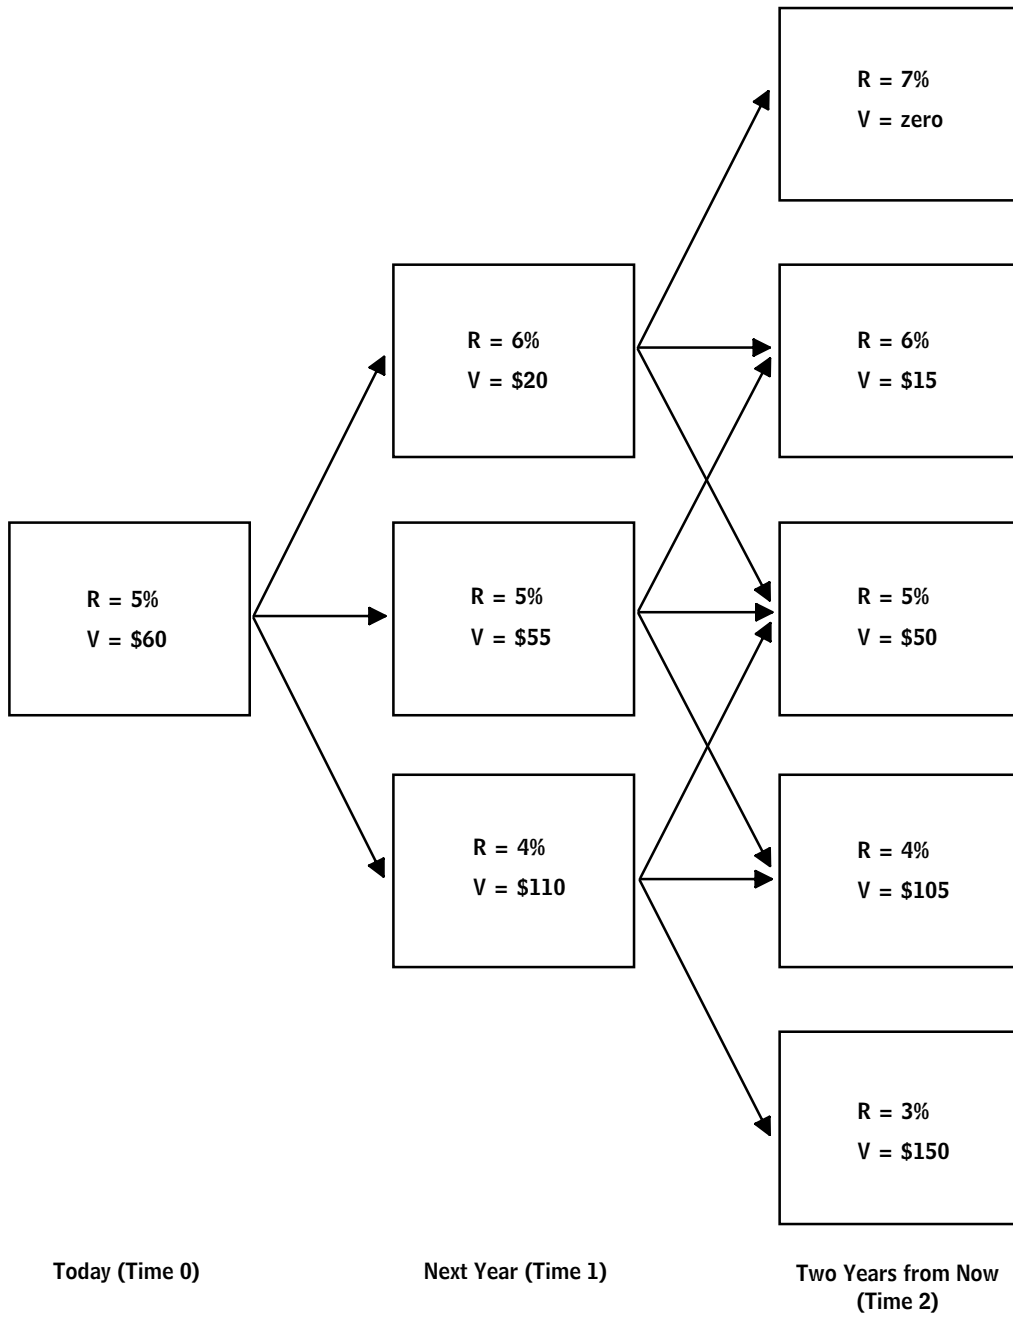 R = 7%
V = zero
R = 6%
V = $20
R = 6%
V = $15
R = 5%
V = $60
R = 5%
V = $55
R = 5%
V = $50
R = 4%
V = $110
R = 4%
V = $105
R = 3%
V = $150
Today (Time 0)
Next Year (Time 1)
Two Years from Now
(Time 2)